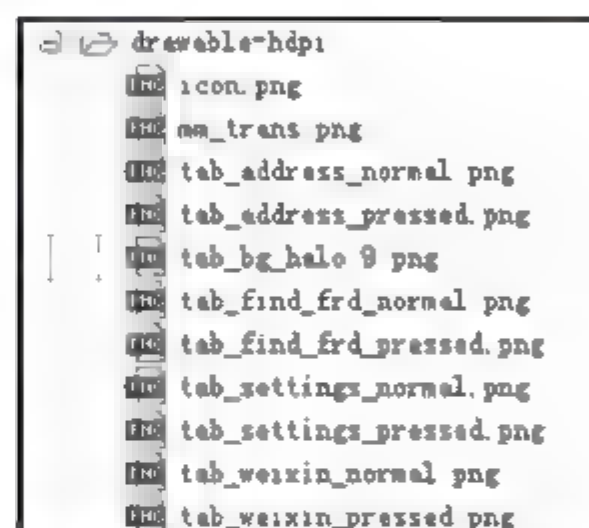 drawable-hdpi
icon.png
mm_trans.png
tab_address_normal.png
tab_address_pressed.png
tab_bg_halo.9.png
tab_find_frd_normal.png
tab_find_frd_pressed.png
tab_settings_normal.png
tab_settings_pressed.png
tab_weixin_normal.png
tab_weixin_pressed.png